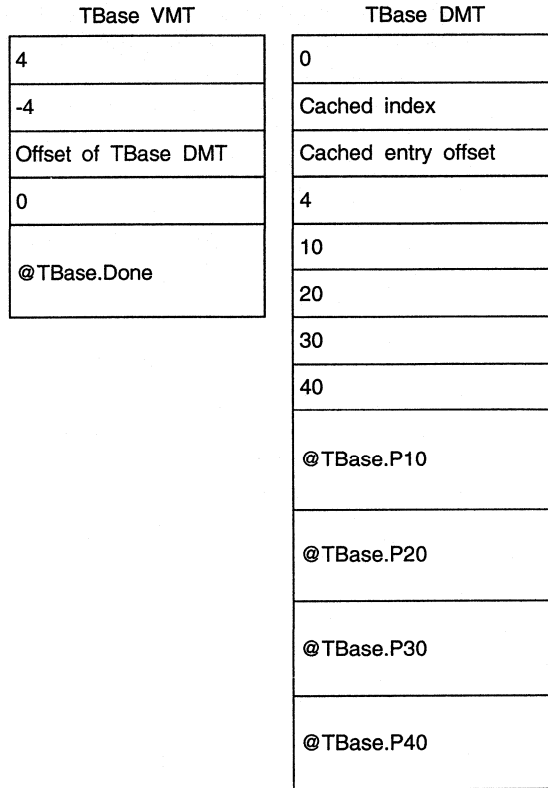 TBase VMT
4
-4
Offset of TBase DMT
0
@TBase.Done
TBase DMT
0
Cached index
Cached entry offset
4
10
20
30
40
@TBase.P10
@TBase.P20
@TBase.P30
@TBase.P40